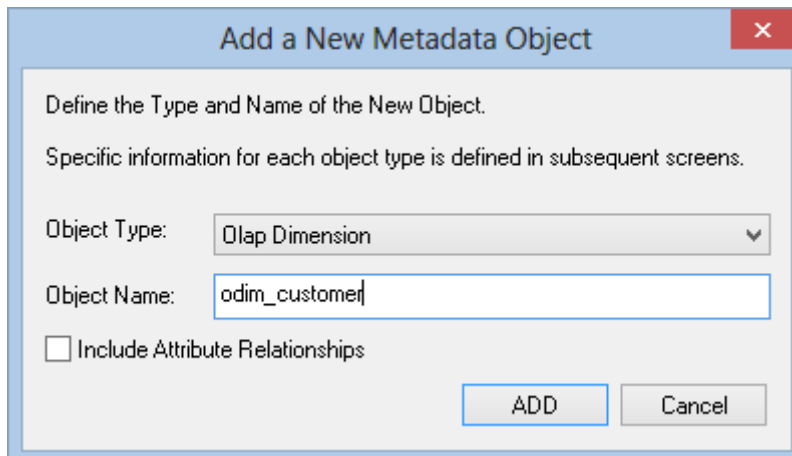 Add a New Metadata Object
Define the Type and Name of the New Object.
Specific information for each object type is defined in subsequent screens.
Object Type: Olap Dimension
Object Name: odim_customer
Include Attribute Relationships
ADD Cancel